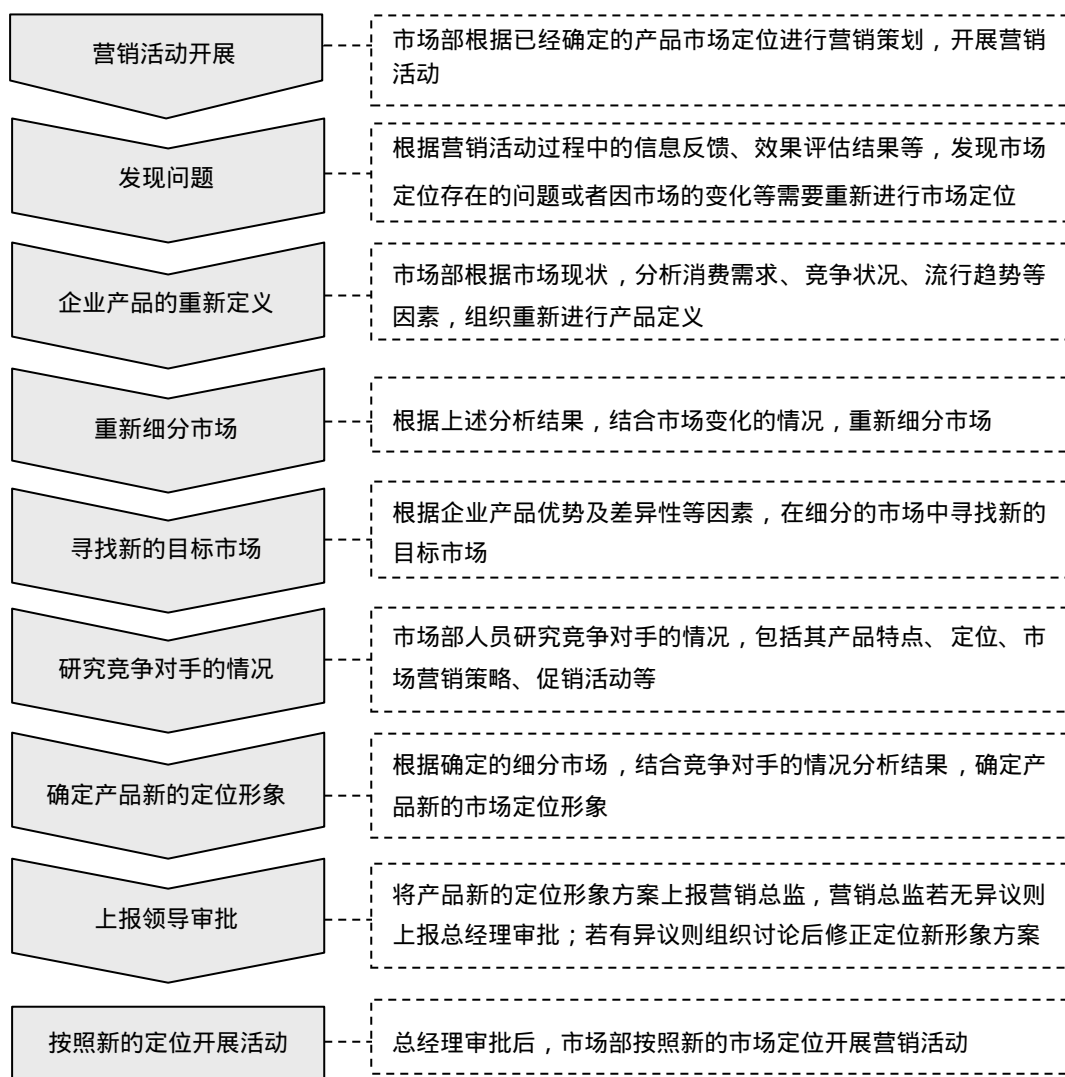 营销活动开展
市场部根据已经确定的产品市场定位进行营销策划，开展营销
活动
发现问题
根据营销活动过程中的信息反馈、效果评估结果等，发现市场
定位存在的问题或者因市场的变化等需要重新进行市场定位
企业产品的重新定义
市场部根据市场现状，分析消费需求、竞争状况、流行趋势等
因素，组织重新进行产品定义
重新细分市场
根据上述分析结果，结合市场变化的情况，重新细分市场
寻找新的目标市场
根据企业产品优势及差异性等因素，在细分的市场中寻找新的
目标市场
研究竞争对手的情况
市场部人员研究竞争对手的情况，包括其产品特点、定位、市
场营销策略、促销活动等
确定产品新的定位形象
根据确定的细分市场，结合竞争对手的情况分析结果，确定产
品新的市场定位形象
上报领导审批
将产品新的定位形象方案上报营销总监，营销总监若无异议则
上报总经理审批；若有异议则组织讨论后修正定位新形象方案
按照新的定位开展活动
总经理审批后，市场部按照新的市场定位开展营销活动